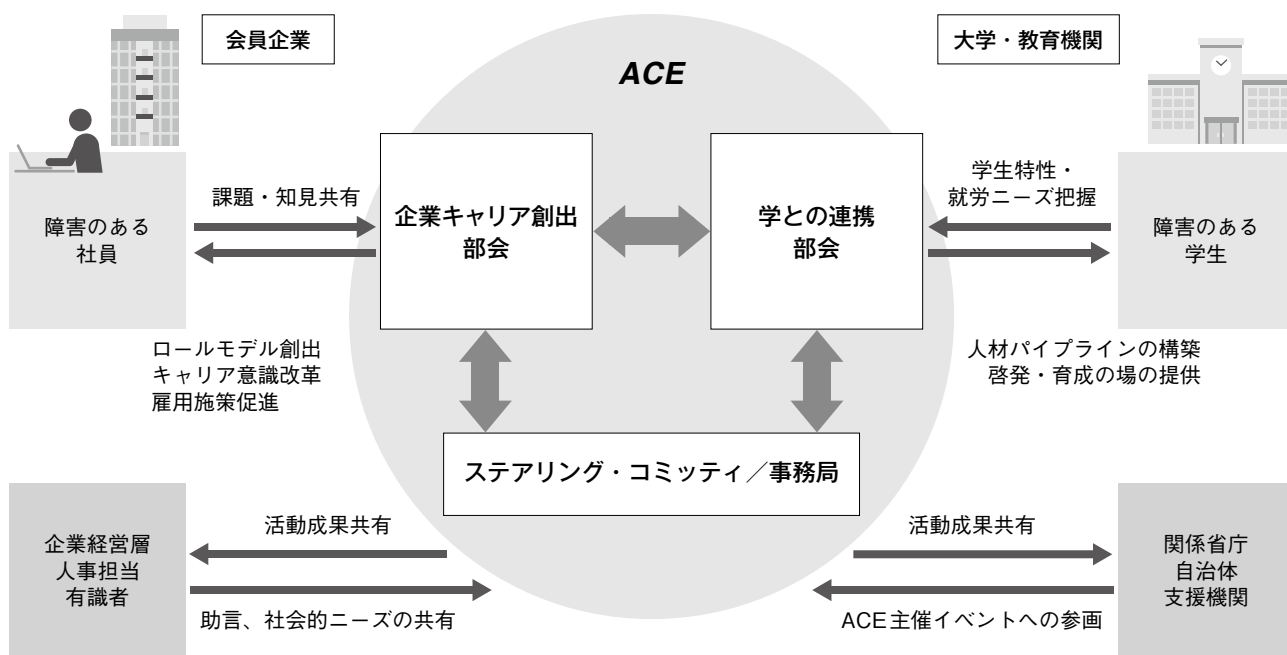 会員企業
大学・教育機関
ACE
障害のある
社員
課題・知見共有
企業キャリア創出
部会
学との連携
部会
学生特性・
就労ニーズ把握
障害のある
学生
ロールモデル創出
キャリア意識改革
雇用施策促進
人材パイプラインの構築
啓発・育成の場の提供
ステアリング・コミッティ／事務局
企業経営層
人事担当
有識者
活動成果共有
助言、社会的ニーズの共有
活動成果共有
ACE主催イベントへの参画
関係省庁
自治体
支援機関